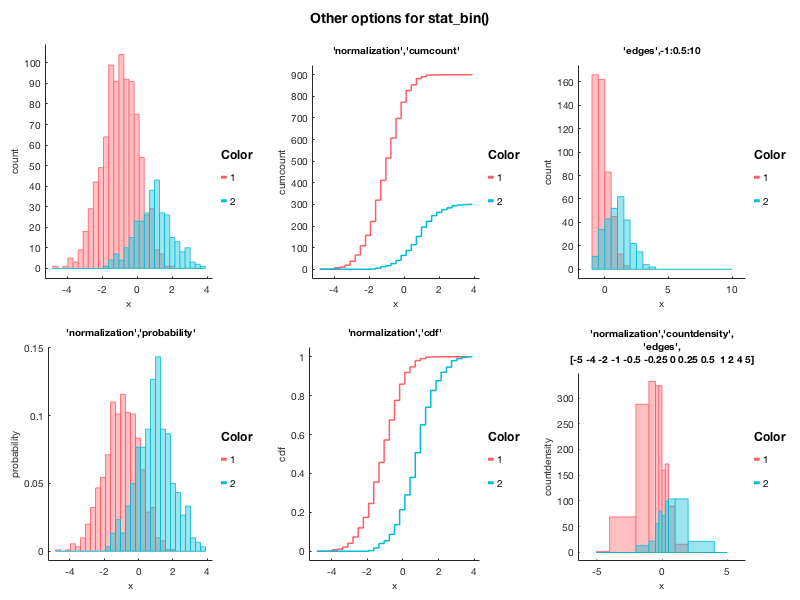 Other options for stat_bin()
count
100
90
80
70
60
50
40
30
20
10
0
-4 -2 0 2 4
x
Color
1
2
'normalization','cumcount'
cumcount
900
800
700
600
500
400
300
200
100
0
-4 -2 0 2 4
x
Color
1
2
'edges',-1:0.5:10
count
160
140
120
100
80
60
40
20
0
0 5 10
x
Color
1
2
'normalization','probability'
probability
0.15
0.1
0.05
0
-4 -2 0 2 4
x
Color
1
2
'normalization','cdf'
cdf
1
0.8
0.6
0.4
0.2
0
-4 -2 0 2 4
x
Color
1
2
'normalization','countdensity',
'edges',
[-5 -4 -2 -1 -0.5 -0.25 0 0.25 0.5 1 2 4 5]
countdensity
300
250
200
150
100
50
0
-5 0 5
x
Color
1
2